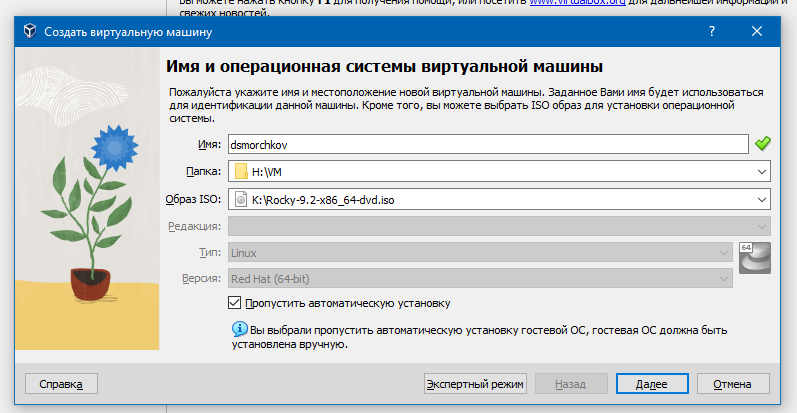 Вы можете нажать кнопку F1 для получения помощи, или посетить www.virtualbox.org для дальнейшей информации и
свежих новостей.
Создать виртуальную машину
Имя и операционная системы виртуальной машины
Пожалуйста укажите имя и местоположение новой виртуальной машины. Заданное Вами имя будет использоваться
для идентификации данной машины. Кроме того, вы можете выбрать ISO образ для установки операционной
системы.
Имя: dsmorchkov
Папка: H:\VM
Образ ISO: K:\Rocky-9.2-x86_64-dvd.iso
Редакция:
Тип: Linux
64
Версия: Red Hat (64-bit)
Пропустить автоматическую установку
Вы выбрали пропустить автоматическую установку гостевой ОС, гостевая ОС должна быть
установлена вручную.
Справка Экспертный режим Назад Далее Отмена